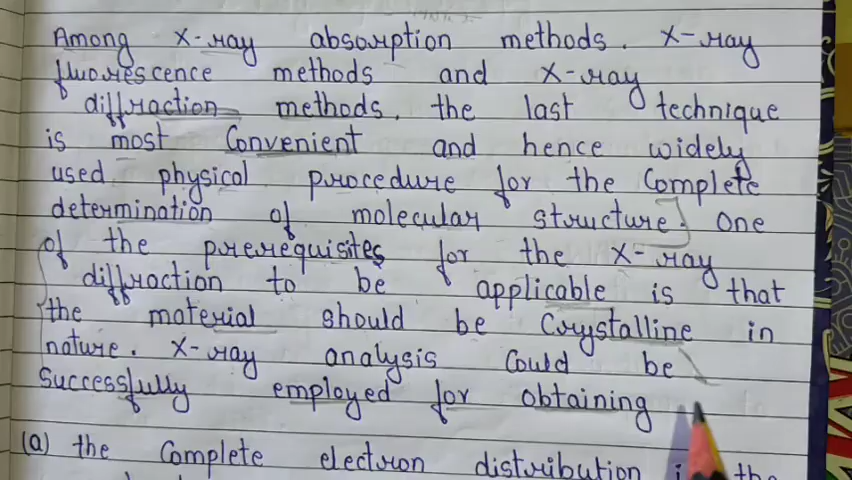 Among X-ray absorption methods. X-ray
fluorescence methods and X-ray
diffraction methods, the last technique
is most Convenient and hence widely
used physical procedure for the Complete
determination of molecular structure. One
of the prerequisites for the X-ray
diffraction to be applicable is that
the material should be Crystalline in
nature. X-ray analysis Could be
Successfully employed for obtaining
(a) the Complete electron distribution the